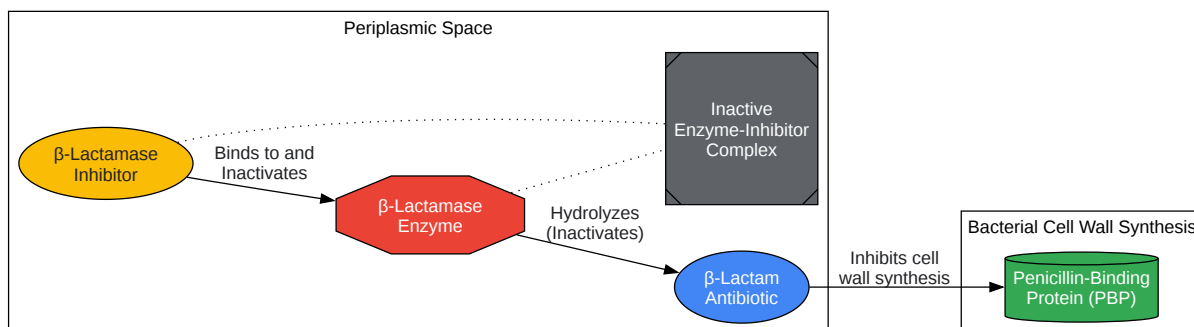 Periplasmic Space
Inactive
Enzyme-Inhibitor
Complex
β-Lactamase
Inhibitor
Binds to and
Inactivates
β-Lactamase
Enzyme
Hydrolyzes
(Inactivates)
β-Lactam
Antibiotic
Inhibits cell
wall synthesis
Bacterial Cell Wall Synthesis
Penicillin-Binding
Protein (PBP)